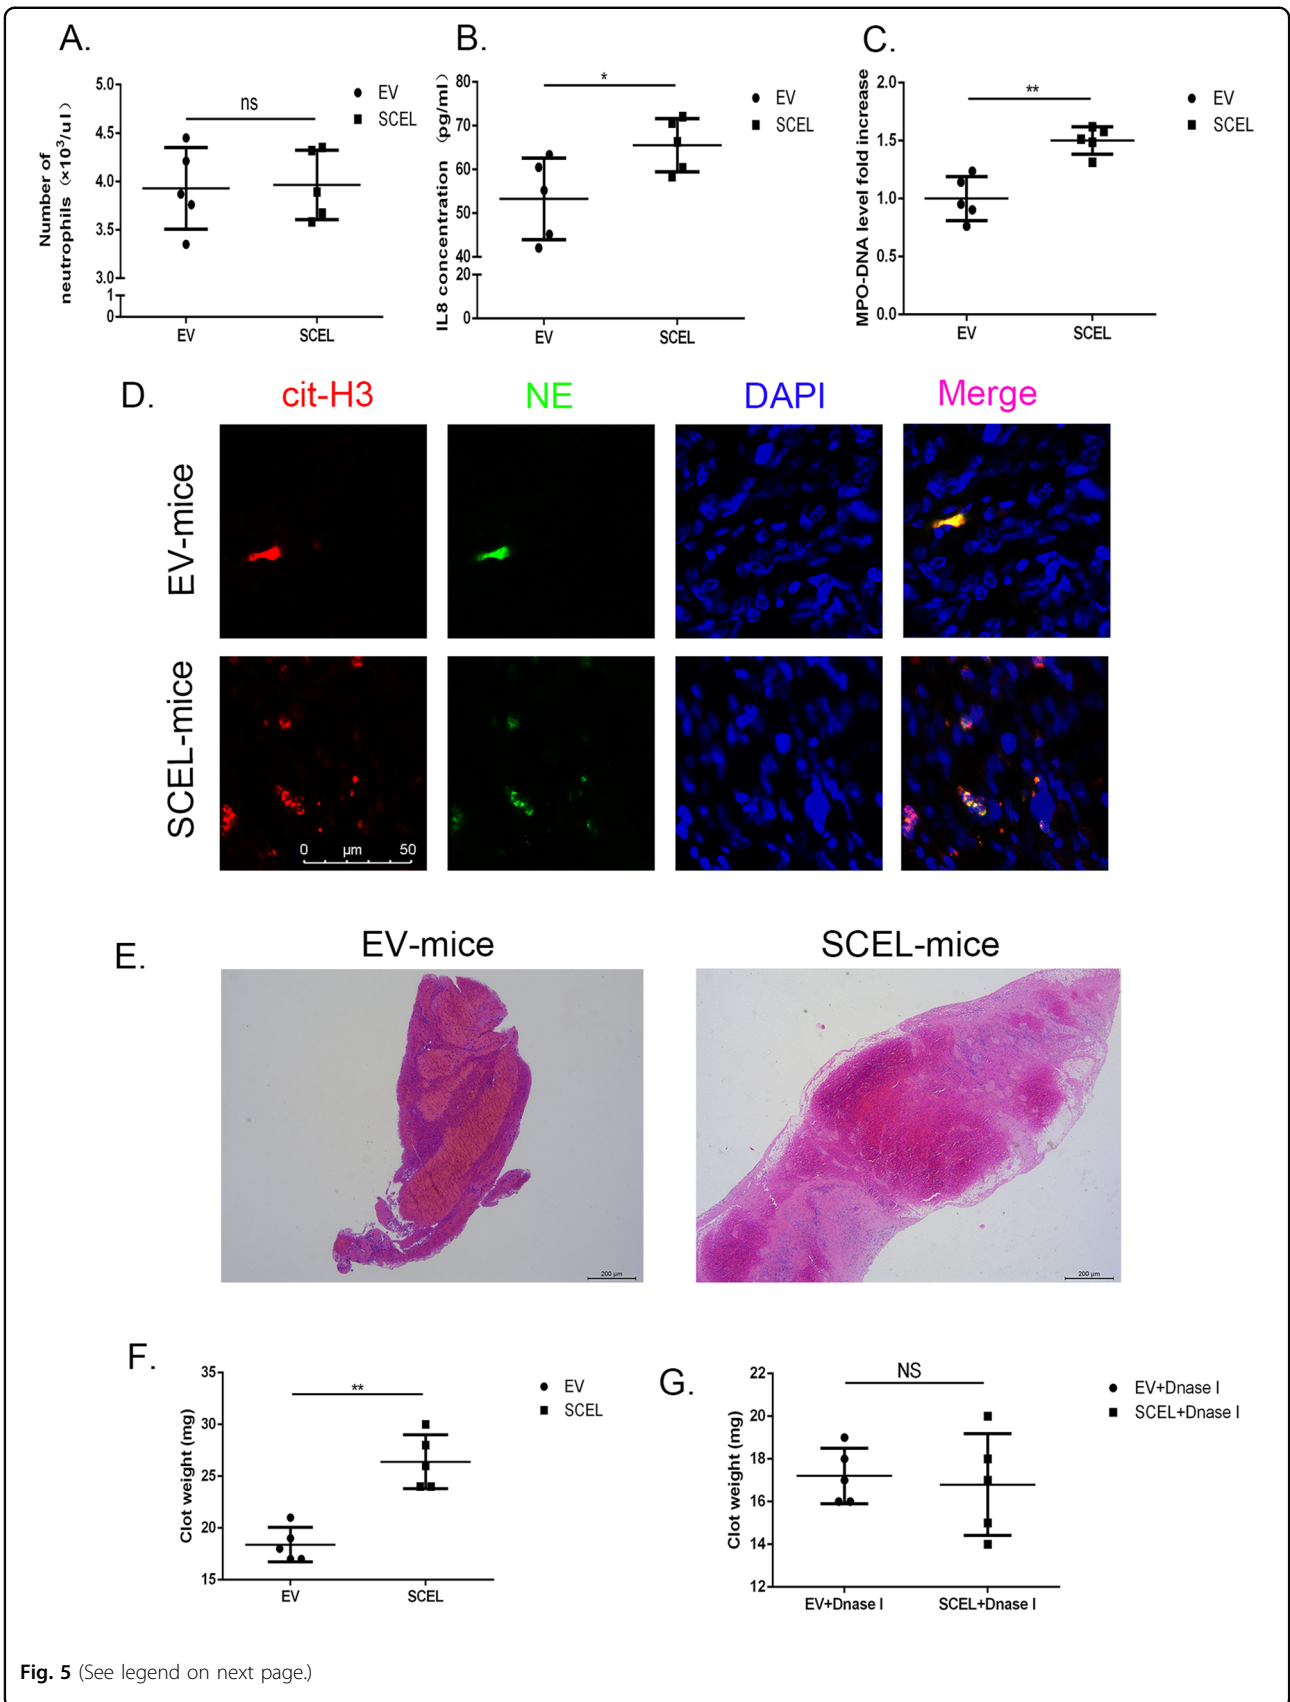 A.
5.0
4.5
4.0
3.5
3.0
1
0
Number of
neutrophils (×10³/ul)
ns
EV
SCEL
EV
SCEL
B.
80
70
60
50
40
20
0
IL8 concentration (pg/ml)
*
EV
SCEL
EV
SCEL
C.
2.0
1.5
1.0
0.5
0.0
MPO-DNA level fold increase
**
EV
SCEL
EV
SCEL
D.
cit-H3
NE
DAPI
Merge
EV-mice
SCEL-mice
0 µm 50
E.
EV-mice
SCEL-mice
200 µm
200 µm
F.
35
30
25
20
15
Clot weight (mg)
**
EV
SCEL
EV
SCEL
G.
22
20
18
16
14
12
Clot weight (mg)
NS
EV+Dnase I
SCEL+Dnase I
EV+Dnase I
SCEL+Dnase I
Fig. 5 (See legend on next page.)